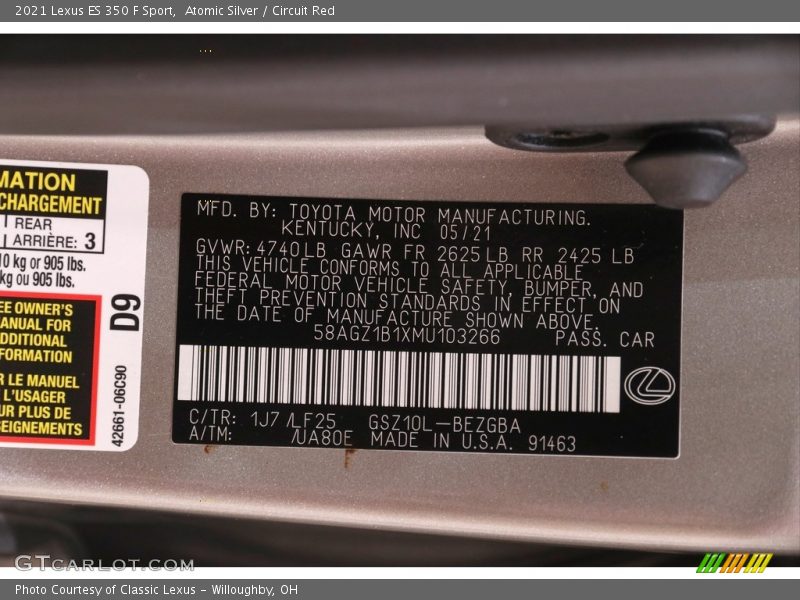 2021 Lexus ES 350 F Sport, Atomic Silver / Circuit Red
MATION
CHARGEMENT
REAR
ARRIÈRE: 3
10 kg or 905 lbs.
kg ou 905 lbs.
EE OWNER'S
ANUAL FOR
DDITIONAL
FORMATION
R LE MANUEL
L'USAGER
UR PLUS DE
SEIGNEMENTS
D9
42661-06C90
MFD. BY: TOYOTA MOTOR MANUFACTURING.
KENTUCKY, INC 05/21
GVWR: 4740 LB GAWR FR 2625 LB RR 2425 LB
THIS VEHICLE CONFORMS TO ALL APPLICABLE
FEDERAL MOTOR VEHICLE SAFETY, BUMPER, AND
THEFT PREVENTION STANDARDS IN EFFECT ON
THE DATE OF MANUFACTURE SHOWN ABOVE.
58AGZ1B1XMU103266 PASS. CAR
C/TR: 1J7 /LF25 GSZ10L-BEZGBA
A/TM: /UA80E MADE IN U.S.A. 91463
GTCARLOT.COM
Photo Courtesy of Classic Lexus - Willoughby, OH